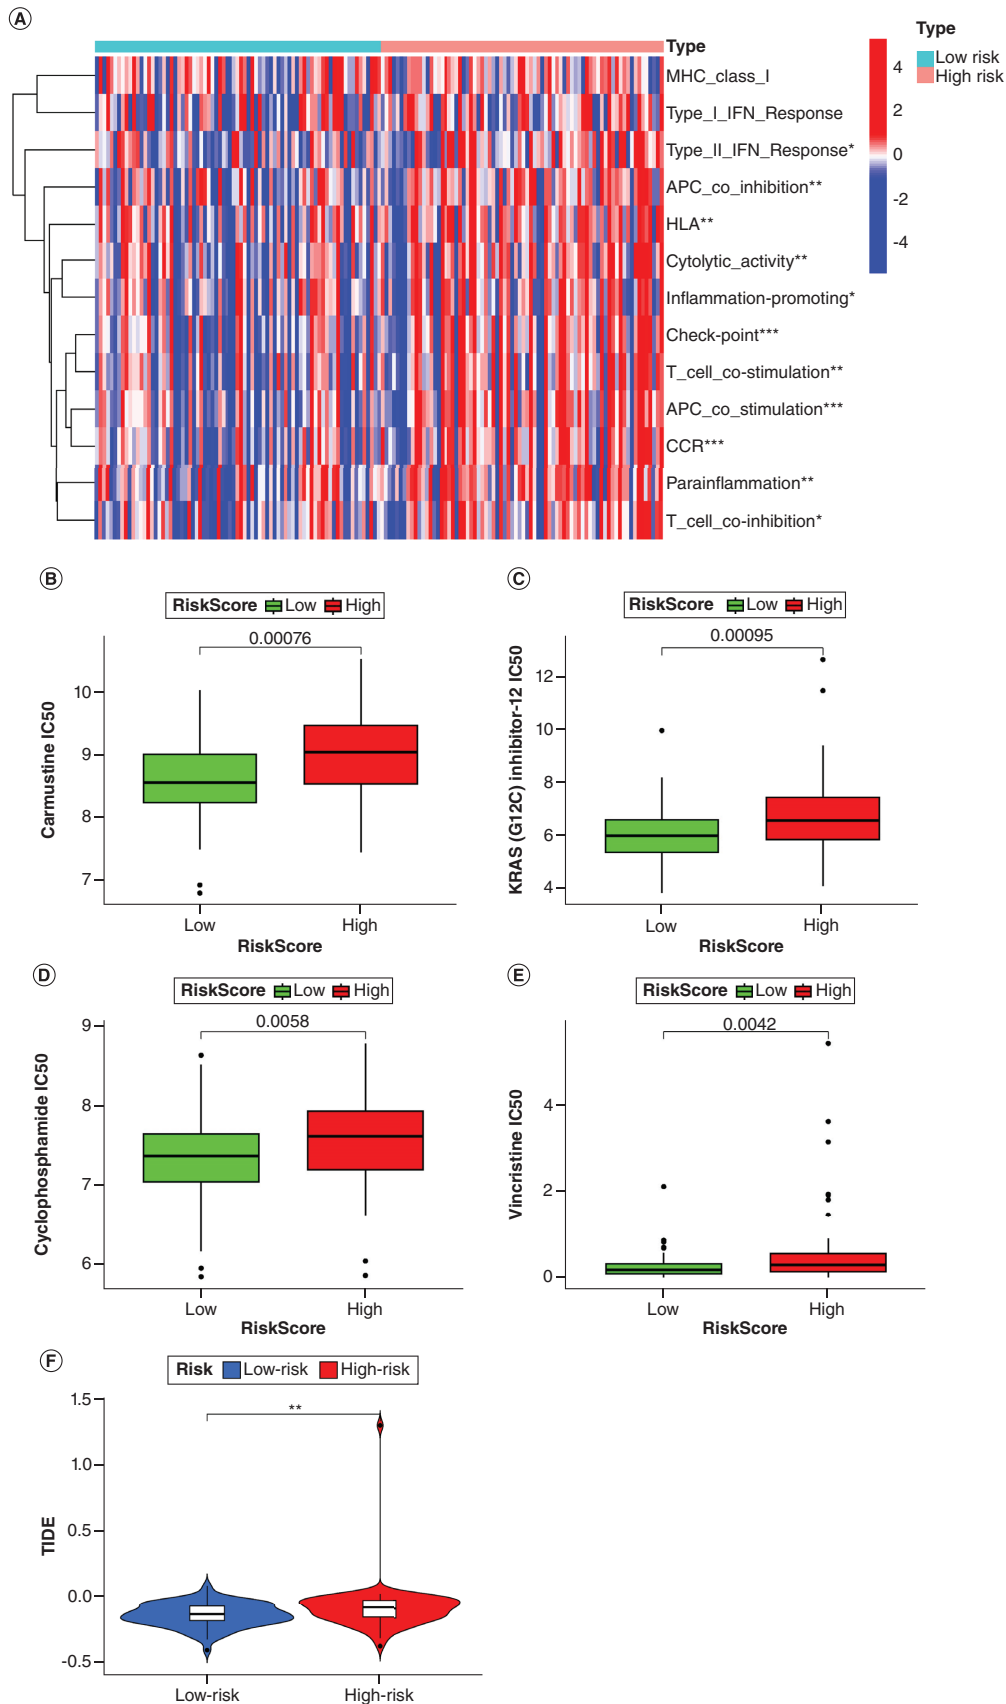 A
Type
MHC_class_I
Type_I_IFN_Response
Type_II_IFN_Response*
APC_co_inhibition**
HLA**
Cytolytic_activity**
Inflammation-promoting*
Check-point***
T_cell_co-stimulation**
APC_co_stimulation***
CCR***
Parainflammation**
T_cell_co-inhibition*
4
2
0
-2
-4
Type
Low risk
High risk
B
RiskScore Low High
0.00076
Carmustine IC50
10
9
8
7
Low High
RiskScore
C
RiskScore Low High
0.00095
KRAS (G12C) inhibitor-12 IC50
12
10
8
6
4
Low High
RiskScore
D
RiskScore Low High
0.0058
Cyclophosphamide IC50
9
8
7
6
Low High
RiskScore
E
RiskScore Low High
0.0042
Vincristine IC50
4
2
0
Low High
RiskScore
F
Risk Low-risk High-risk
**
TIDE
1.5
1.0
0.5
0.0
-0.5
Low-risk High-risk